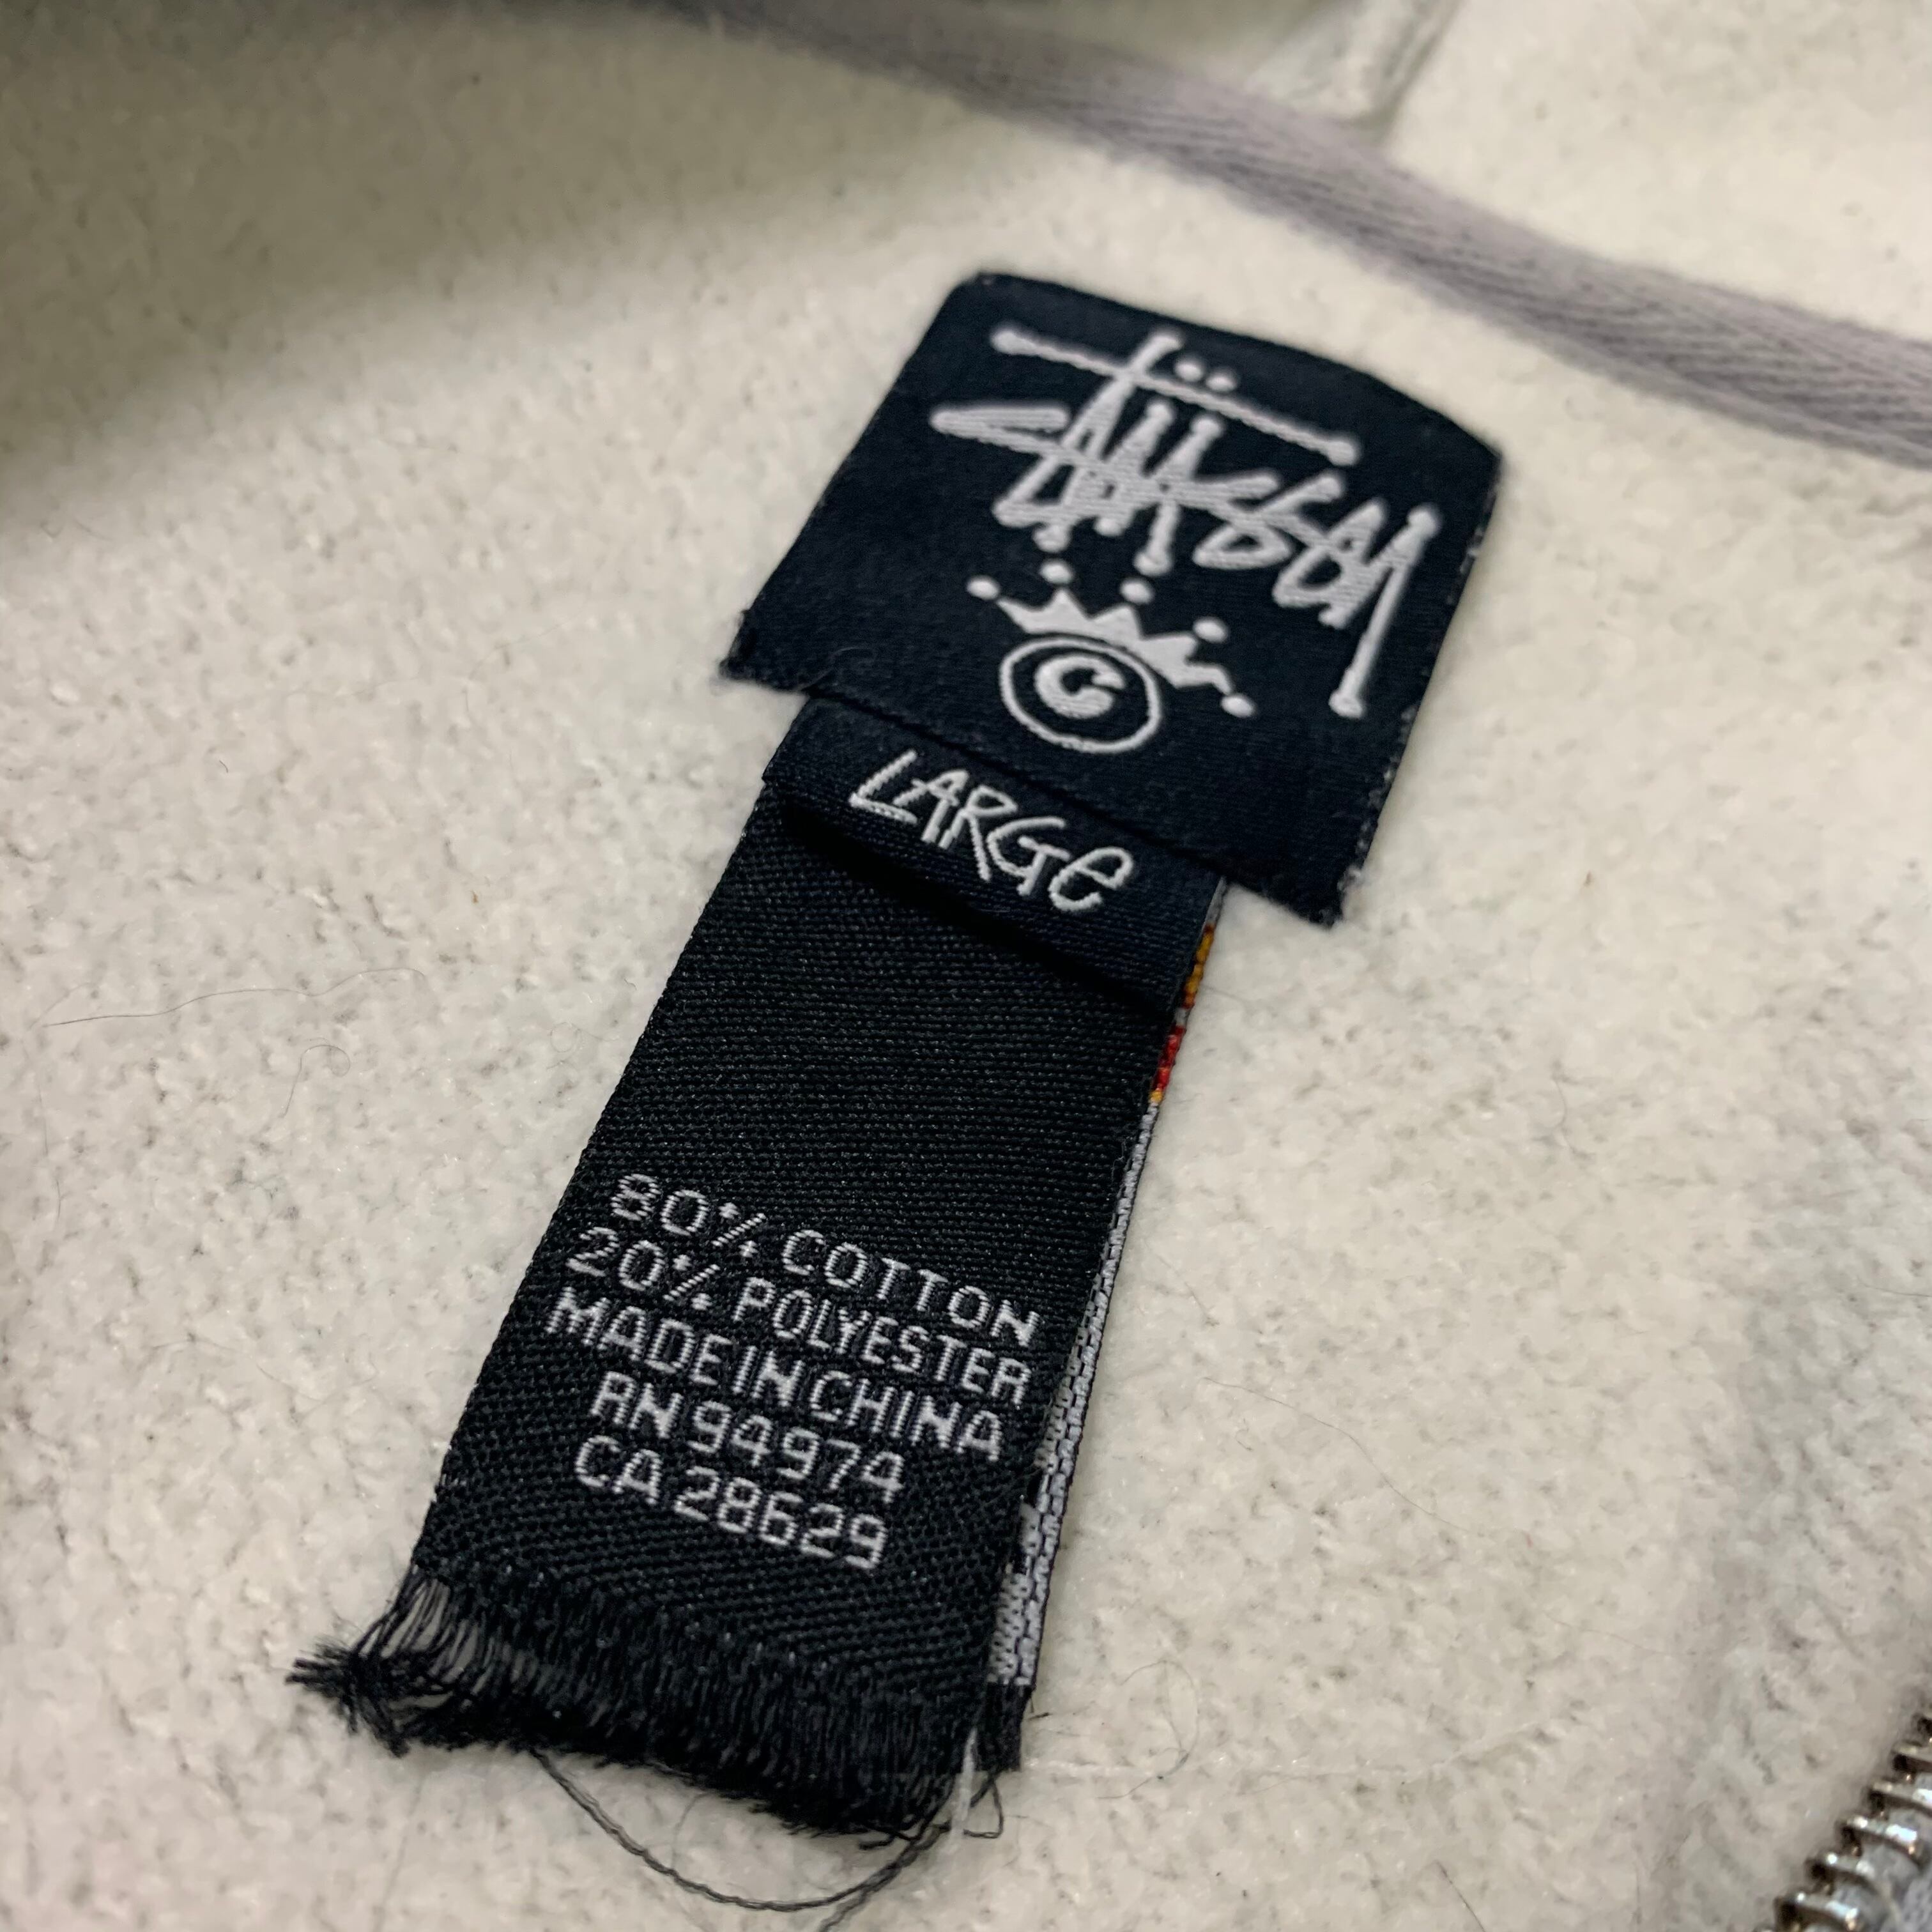 Stüssy
©
LARGe
80% COTTON
20% POLYESTER
MADE IN CHINA
RN 94974
CA 28629